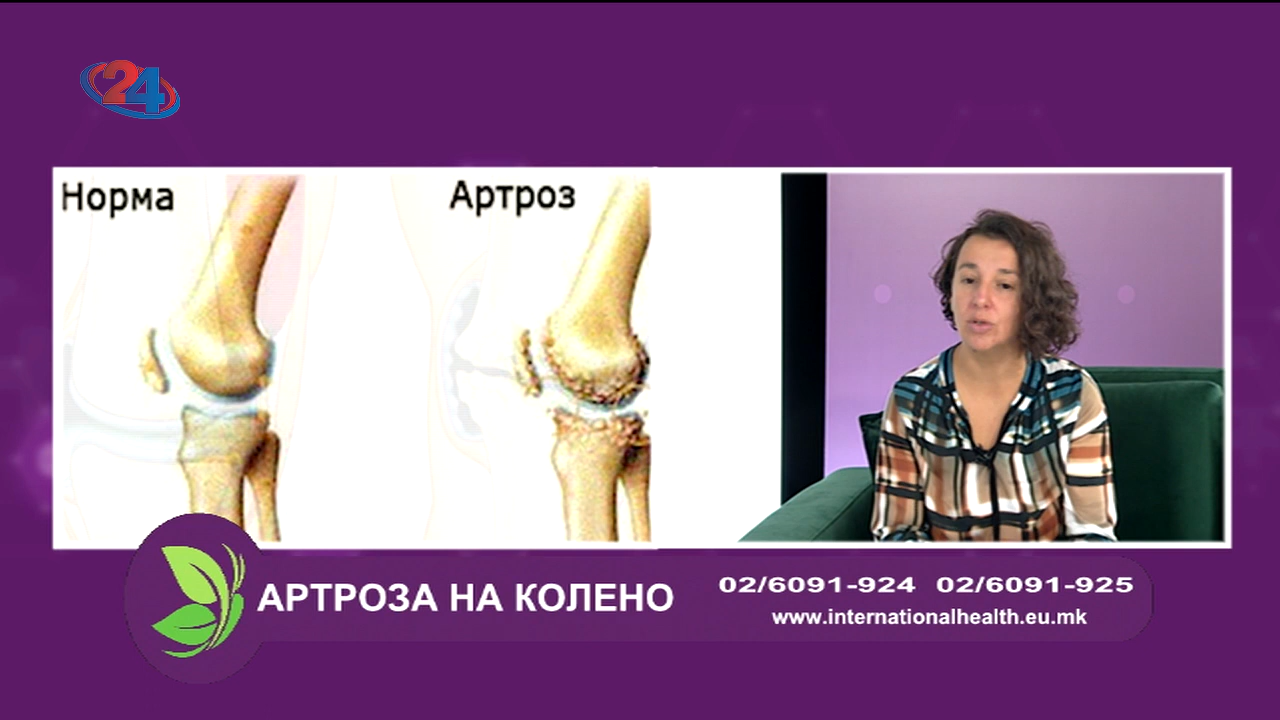 24
Норма
Артроз
АРТРОЗА НА КОЛЕНО
02/6091-924 02/6091-925
www.internationalhealth.eu.mk